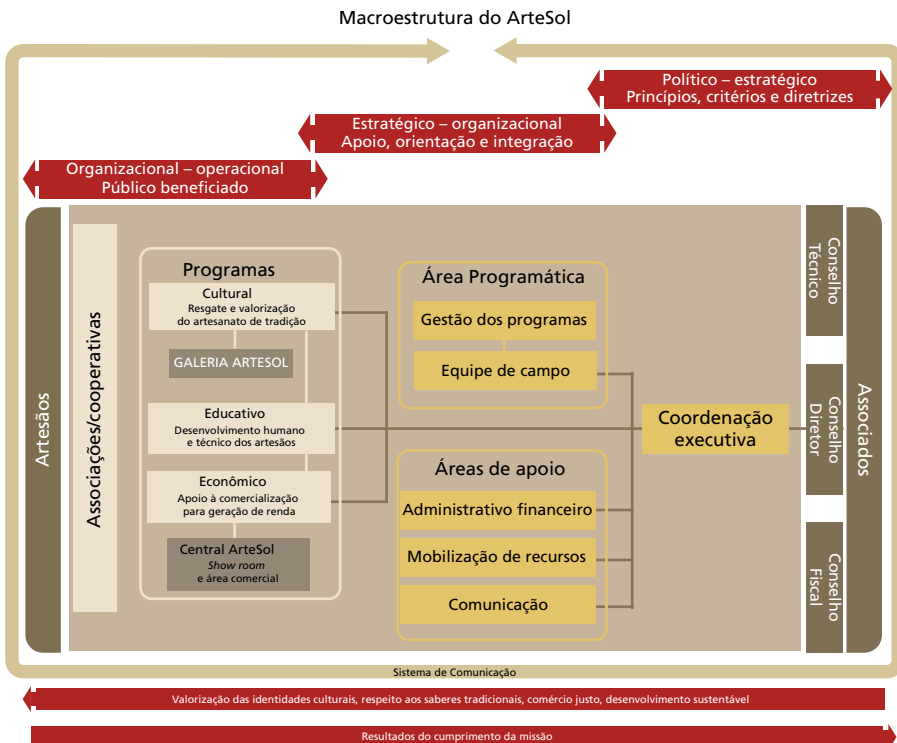 Macroestrutura do ArteSol
Político – estratégico
Princípios, critérios e diretrizes
Estratégico – organizacional
Apoio, orientação e integração
Organizacional – operacional
Público beneficiado
Artesãos
Associações/cooperativas
Programas
Cultural
Resgate e valorização
do artesanato de tradição
GALERIA ARTESOL
Educativo
Desenvolvimento humano
e técnico dos artesãos
Econômico
Apoio à comercialização
para geração de renda
Central ArteSol
Show room
e área comercial
Área Programática
Gestão dos programas
Equipe de campo
Áreas de apoio
Administrativo financeiro
Mobilização de recursos
Comunicação
Coordenação
executiva
Conselho
Técnico
Conselho
Diretor
Conselho
Fiscal
Associados
Sistema de Comunicação
Valorização das identidades culturais, respeito aos saberes tradicionais, comércio justo, desenvolvimento sustentável
Resultados do cumprimento da missão